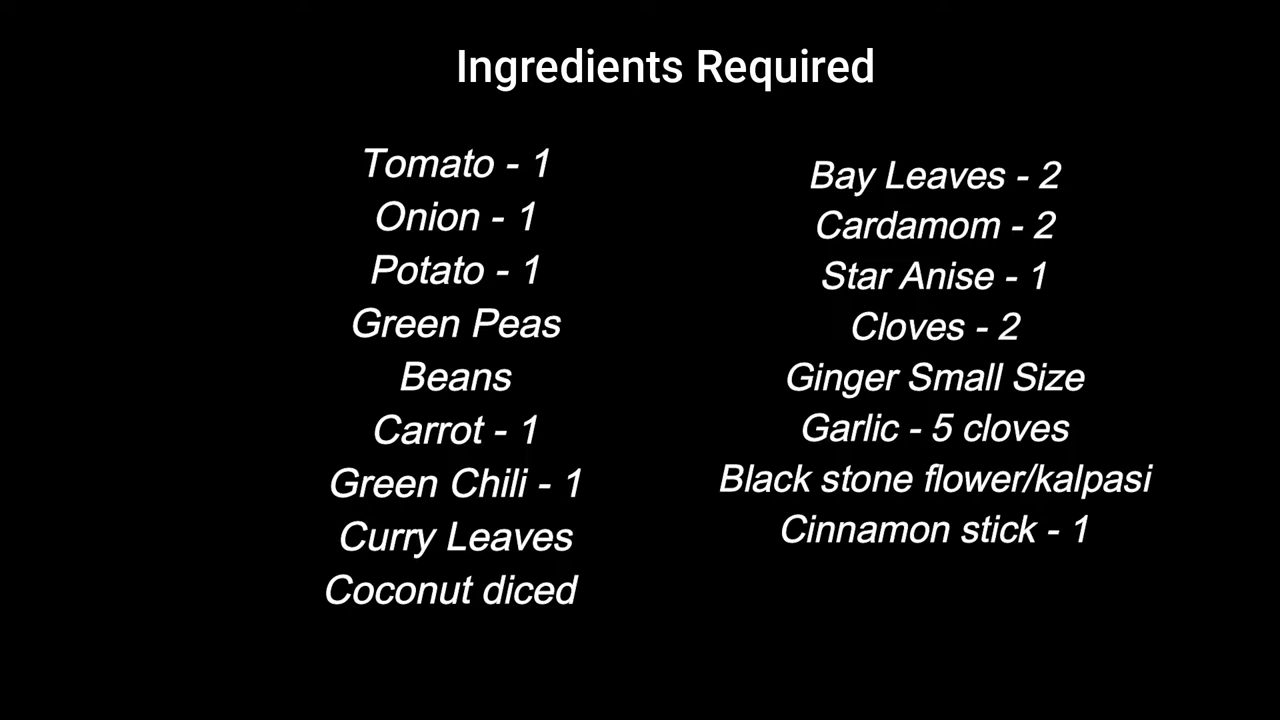 Ingredients Required
Tomato - 1
Onion - 1
Potato - 1
Green Peas
Beans
Carrot - 1
Green Chili - 1
Curry Leaves
Coconut diced
Bay Leaves - 2
Cardamom - 2
Star Anise - 1
Cloves - 2
Ginger Small Size
Garlic - 5 cloves
Black stone flower/kalpasi
Cinnamon stick - 1